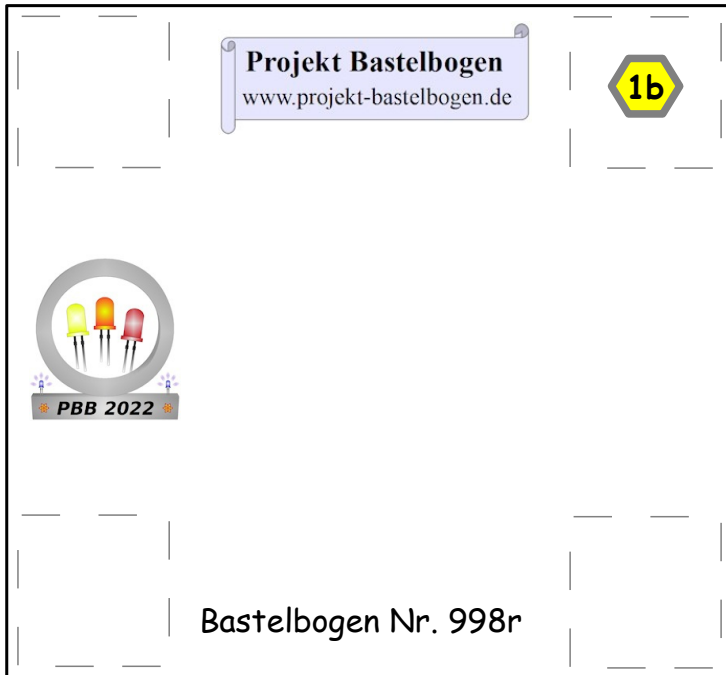 Projekt Bastelbogen
www.projekt-bastelbogen.de
1b
PBB 2022
Bastelbogen Nr. 998r